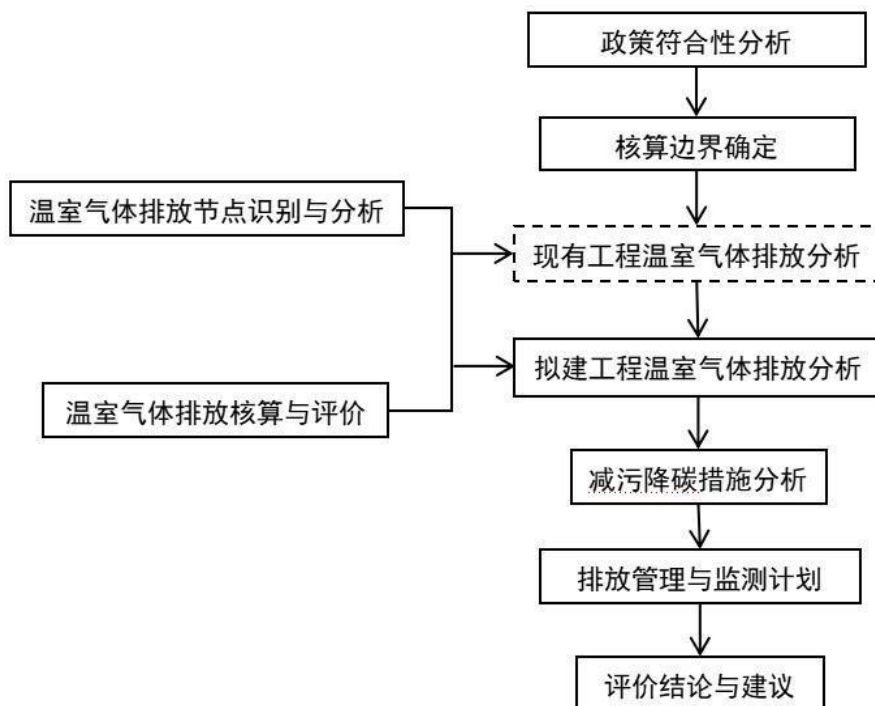 政策符合性分析
核算边界确定
温室气体排放节点识别与分析
现有工程温室气体排放分析
拟建工程温室气体排放分析
温室气体排放核算与评价
减污降碳措施分析
排放管理与监测计划
评价结论与建议